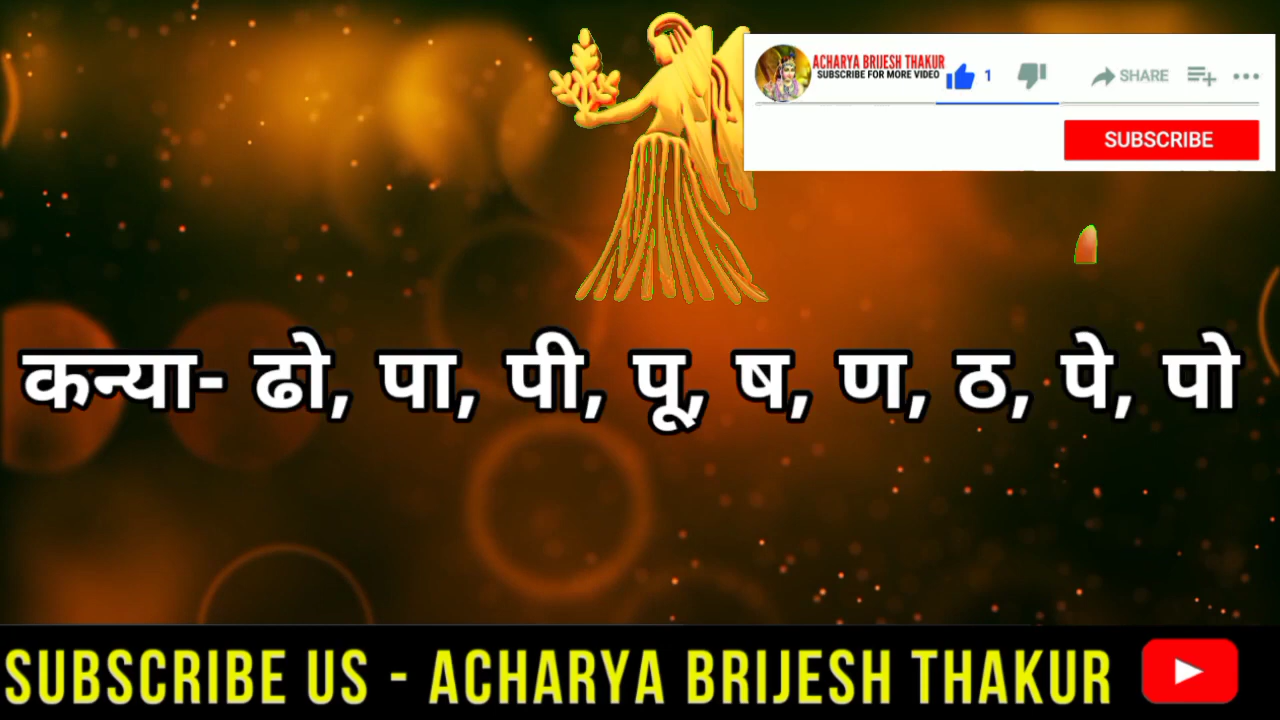 ACHARYA BRIJESH THAKUR
SUBSCRIBE FOR MORE VIDEO
1
SHARE
SUBSCRIBE
कन्या- ढो, पा, पी, पू, ष, ण, ठ, पे, पो
SUBSCRIBE US - ACHARYA BRIJESH THAKUR